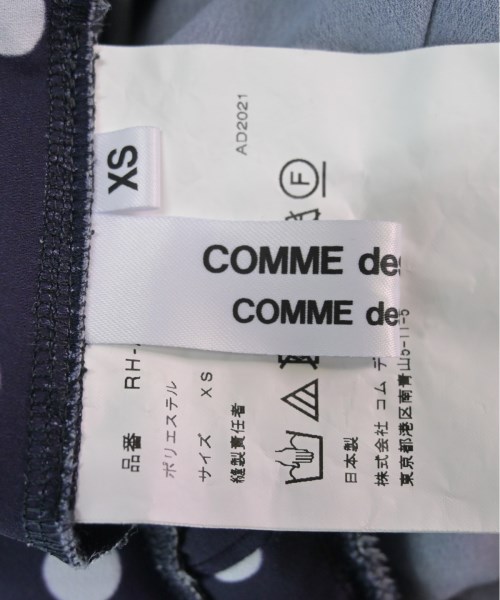 XS
COMME des
COMME de
AD2021
品番 RH-
ポリエステル
サイズ XS
縫製責任者
F
日本製
株式会社 コム デ
東京都港区南青山5-11-5